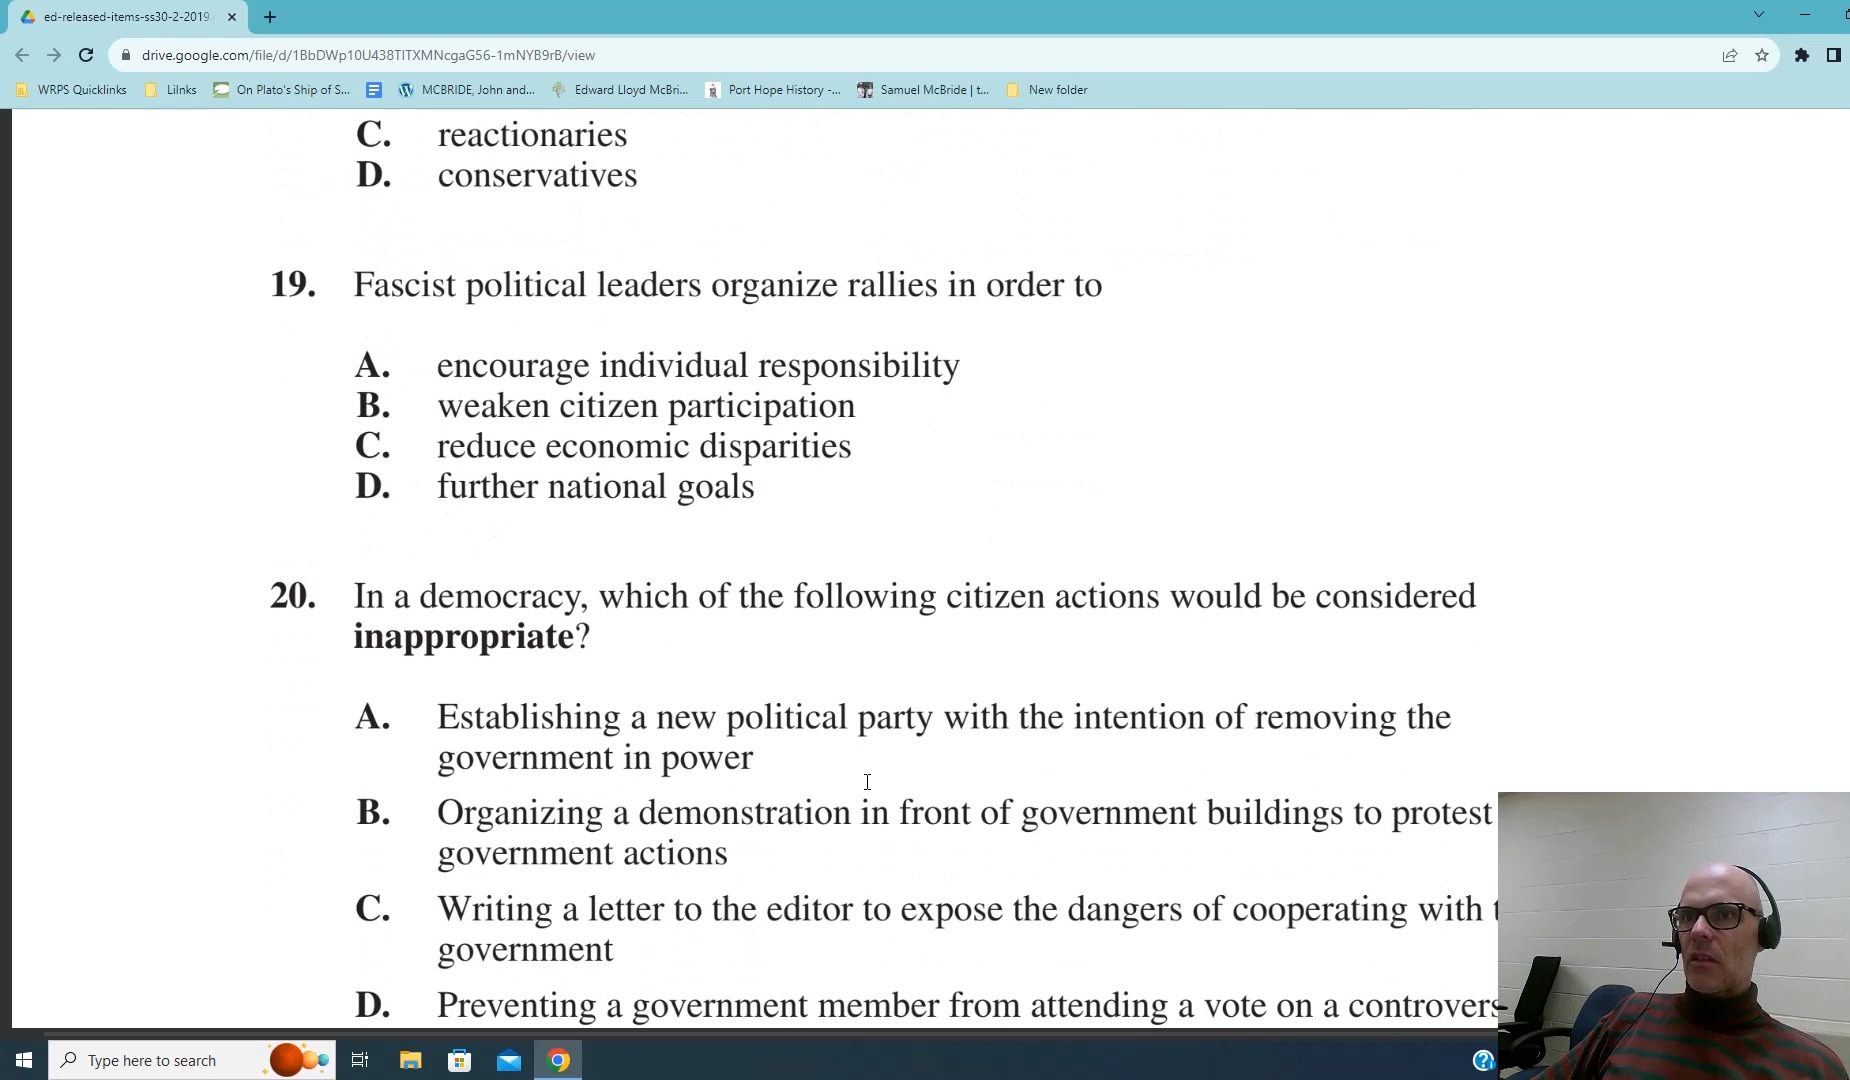 ed-released-items-ss30-2-2019.
drive.google.com/file/d/1BbDWp10U438TlTXMNcgaG56-1mNYB9rB/view
WRPS Quicklinks LiInks On Plato's Ship of S... MCBRIDE, John and... Edward Lloyd McBri... Port Hope History -... Samuel McBride | t... New folder
C. reactionaries
D. conservatives
19. Fascist political leaders organize rallies in order to
A. encourage individual responsibility
B. weaken citizen participation
C. reduce economic disparities
D. further national goals
20. In a democracy, which of the following citizen actions would be considered
inappropriate?
A. Establishing a new political party with the intention of removing the
government in power
B. Organizing a demonstration in front of government buildings to protest
government actions
C. Writing a letter to the editor to expose the dangers of cooperating with
government
D. Preventing a government member from attending a vote on a controvers
Type here to search